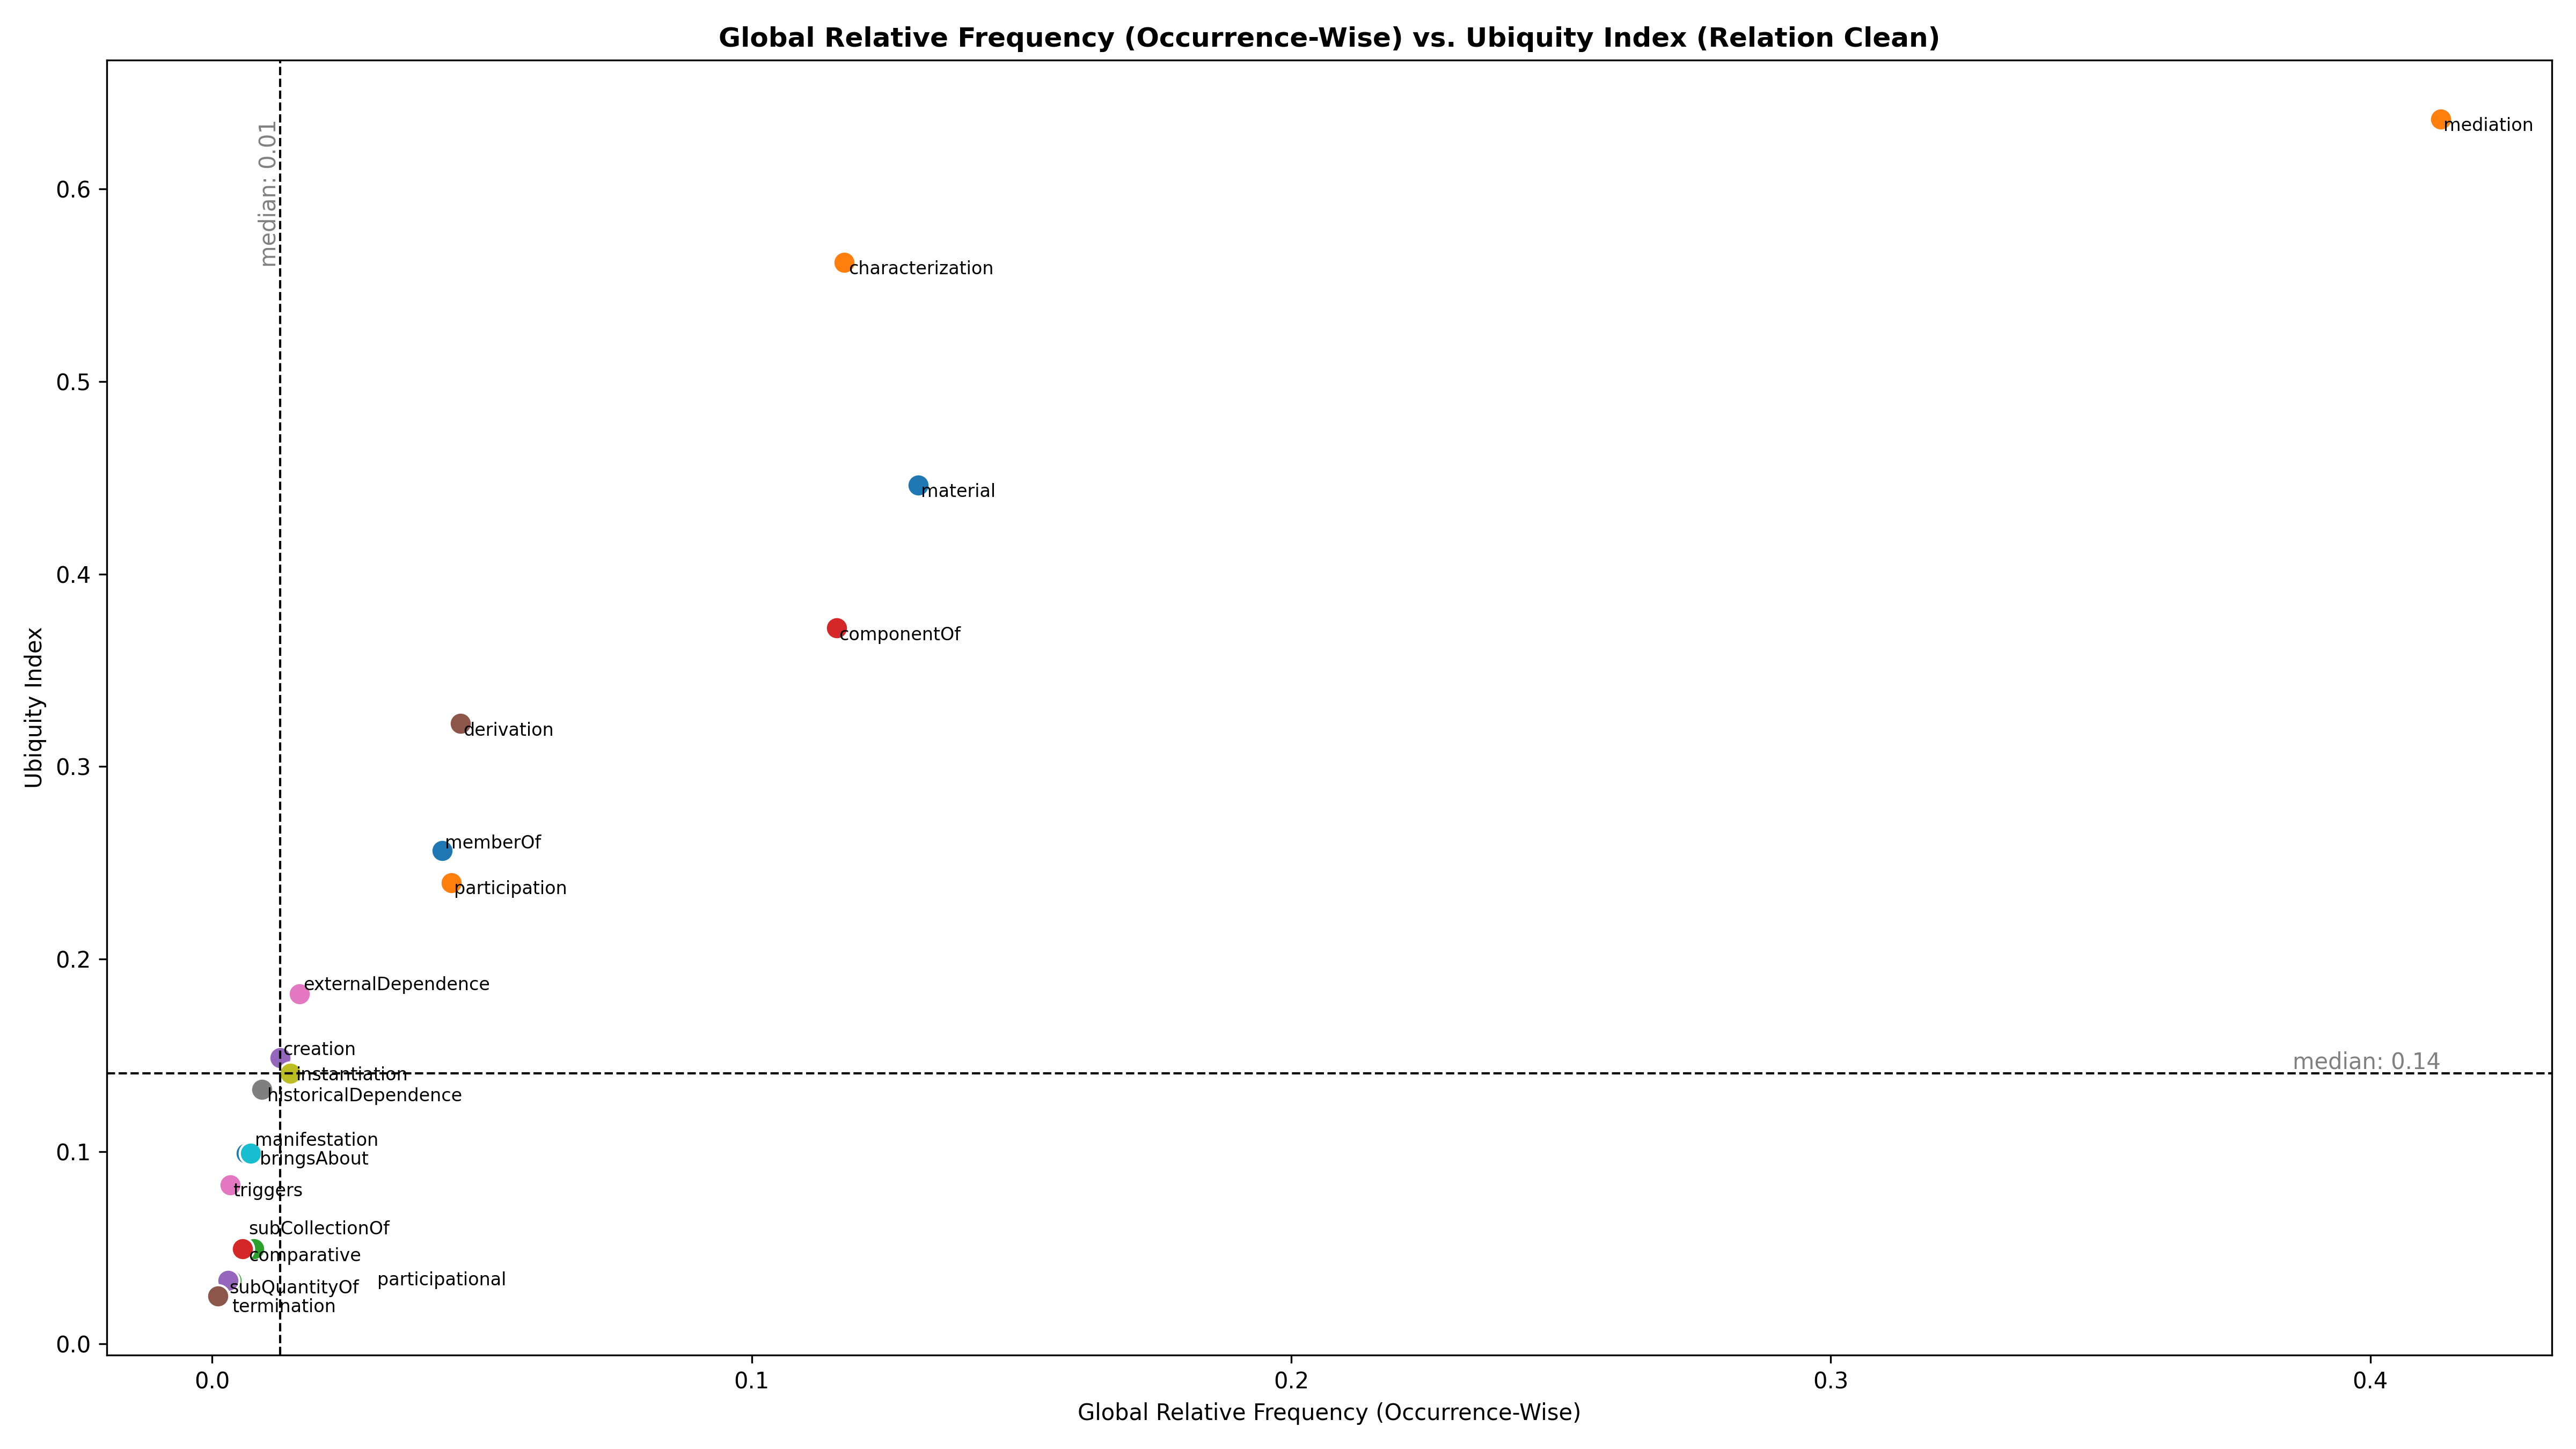 Global Relative Frequency (Occurrence-Wise) vs. Ubiquity Index (Relation Clean)
median: 0.01
mediation
0.6
characterization
0.5
material
0.4
componentOf
Ubiquity Index
derivation
0.3
memberOf
participation
0.2
externalDependence
creation
median: 0.14
instantiation
historicalDependence
manifestation
0.1
bringsAbout
triggers
subCollectionOf
comparative
participational
subQuantityOf
termination
0.0
0.0 0.1 0.2 0.3 0.4
Global Relative Frequency (Occurrence-Wise)